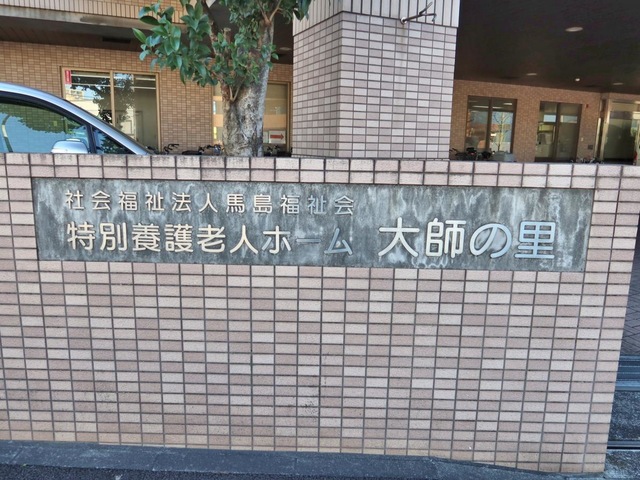 社会福祉法人馬島福祉会
特別養護老人ホーム 大師の里